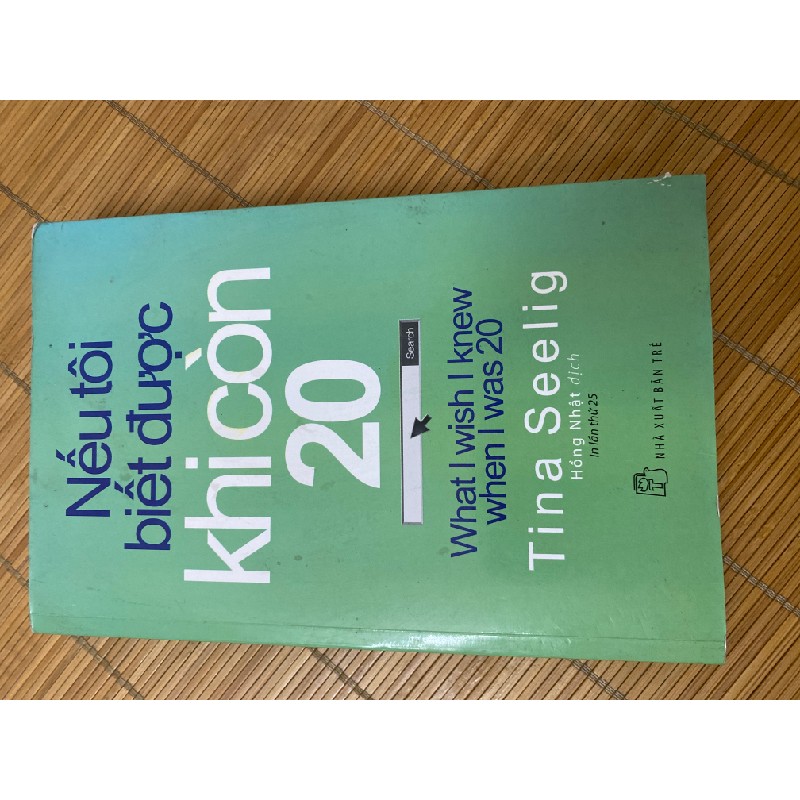 Nếu tôi
biết được
khi còn
20
Search
What I wish I knew
when I was 20
Tina Seelig
Hồng Nhật dịch
In lần thứ 25
NHÀ XUẤT BẢN TRẺ